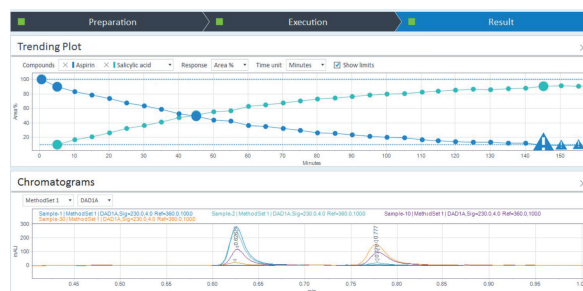 Preparation
Execution
Result
Trending Plot
Compounds × Aspirin × Salicylic acid Response Area % Time unit Minutes Show limits
100
80
60
40
20
Area %
0 10 20 30 40 50 60 70 80 90 100 110 120 130 140 150
Minutes
Chromatograms
MethodSet 1 DAD1A
Sample-1 | MethodSet 1 | DAD1A,Sig=230.0,4.0 Ref=360.0,1000 Sample-2 | MethodSet 1 | DAD1A,Sig=230.0,4.0 Ref=360.0,1000 Sample-10 | MethodSet 1 | DAD1A,Sig=230.0,4.0 Ref=360.0,1000
Sample-30 | MethodSet 1 | DAD1A,Sig=230.0,4.0 Ref=360.0,1000
300
200
100
0
mAU
0.45 0.50 0.55 0.60 0.65 0.70 0.75 0.80 0.85 0.90 0.95